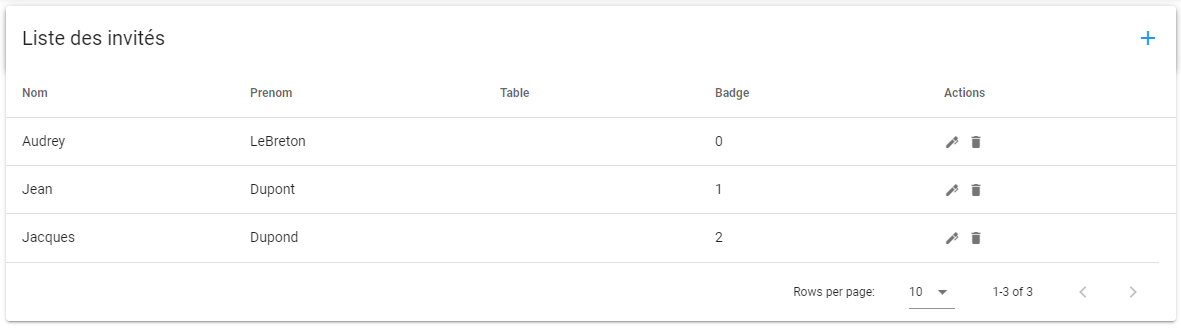 Liste des invités
Nom Prenom Table Badge Actions
Audrey LeBreton 0
Jean Dupont 1
Jacques Dupond 2
Rows per page: 10 1-3 of 3